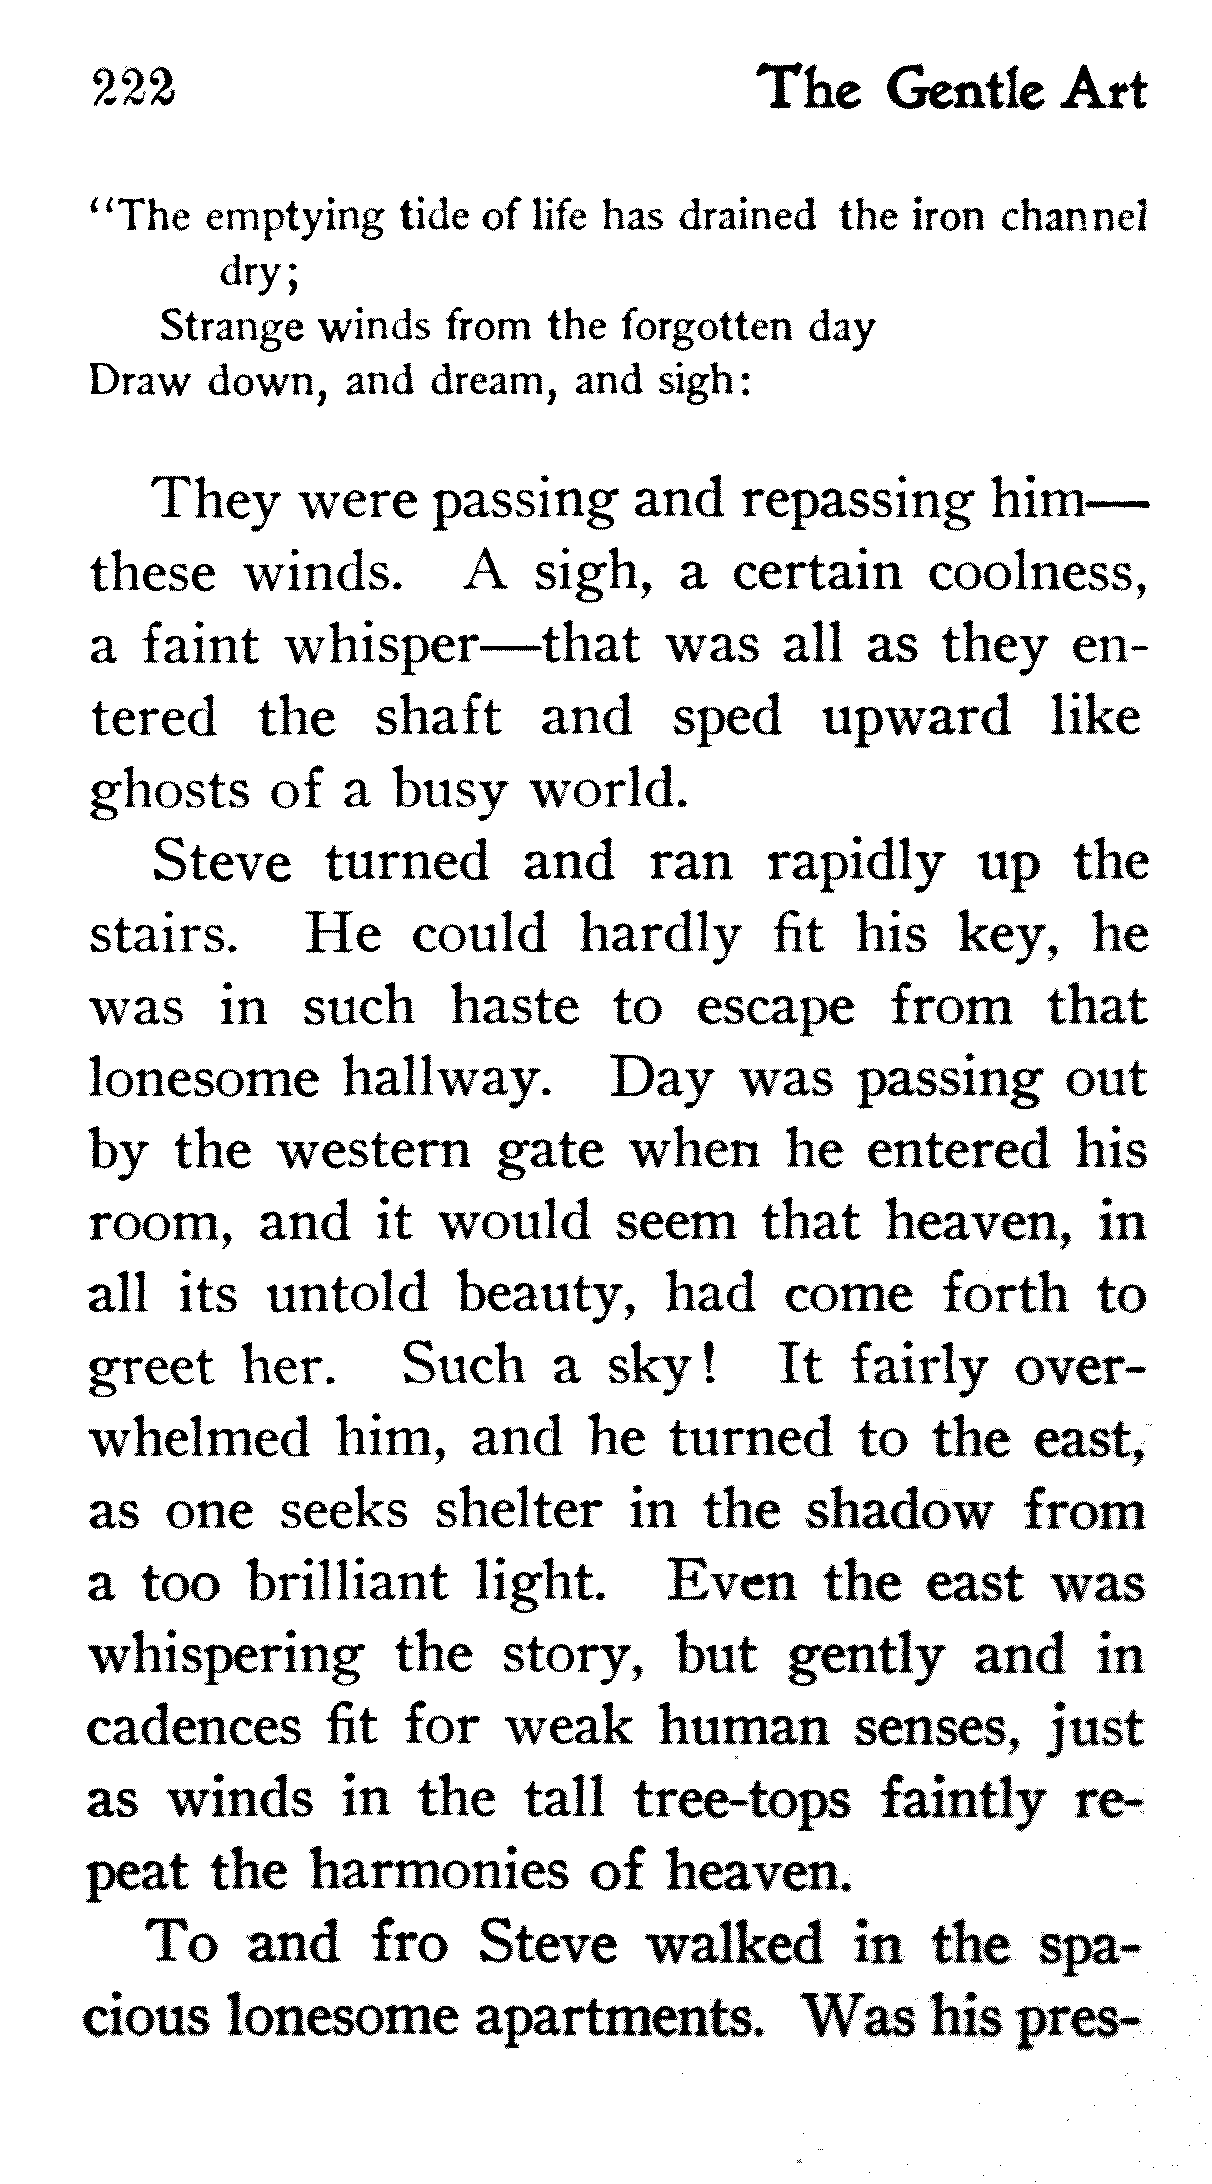 222 The Gentle Art
"The emptying tide of life has drained the iron channel
dry;
Strange winds from the forgotten day
Draw down, and dream, and sigh:
They were passing and repassing him—
these winds. A sigh, a certain coolness,
a faint whisper—that was all as they en-
tered the shaft and sped upward like
ghosts of a busy world.
Steve turned and ran rapidly up the
stairs. He could hardly fit his key, he
was in such haste to escape from that
lonesome hallway. Day was passing out
by the western gate when he entered his
room, and it would seem that heaven, in
all its untold beauty, had come forth to
greet her. Such a sky! It fairly over-
whelmed him, and he turned to the east,
as one seeks shelter in the shadow from
a too brilliant light. Even the east was
whispering the story, but gently and in
cadences fit for weak human senses, just
as winds in the tall tree-tops faintly re-
peat the harmonies of heaven.
To and fro Steve walked in the spa-
cious lonesome apartments. Was his pres-